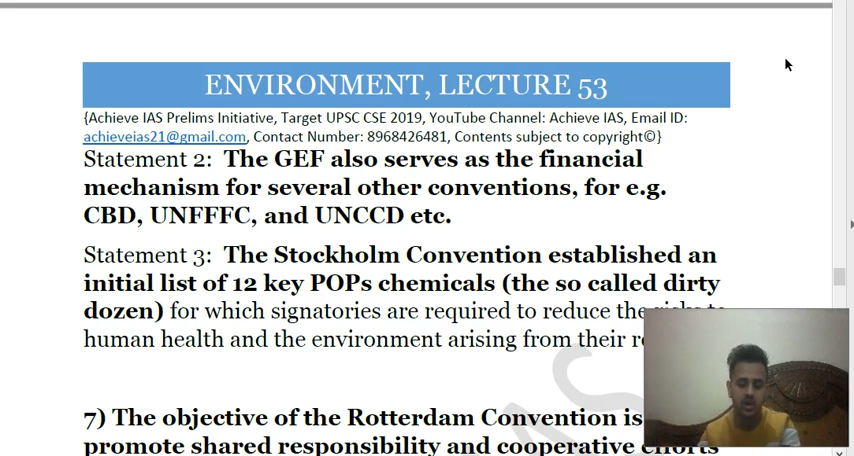 ENVIRONMENT, LECTURE 53
{Achieve IAS Prelims Initiative, Target UPSC CSE 2019, YouTube Channel: Achieve IAS, Email ID:
achieveias21@gmail.com, Contact Number: 8968426481, Contents subject to copyright©}
Statement 2: The GEF also serves as the financial
mechanism for several other conventions, for e.g.
CBD, UNFFFC, and UNCCD etc.
Statement 3: The Stockholm Convention established an
initial list of 12 key POPs chemicals (the so called dirty
dozen) for which signatories are required to reduce the risks to
human health and the environment arising from their
7) The objective of the Rotterdam Convention is
promote shared responsibility and cooperative efforts